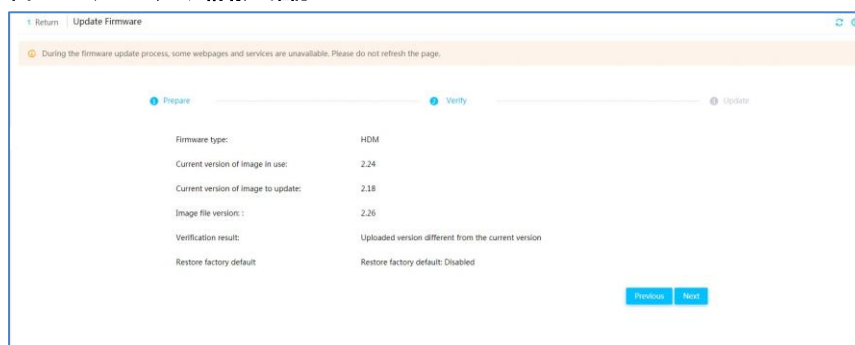 Return Update Firmware
During the firmware update process, some webpages and services are unavailable. Please do not refresh the page.
1 Prepare 2 Verify 3 Update
Firmware type: HDM
Current version of image in use: 2.24
Current version of image to update: 2.18
Image file version: : 2.26
Verification result: Uploaded version different from the current version
Restore factory default Restore factory default: Disabled
Previous Next